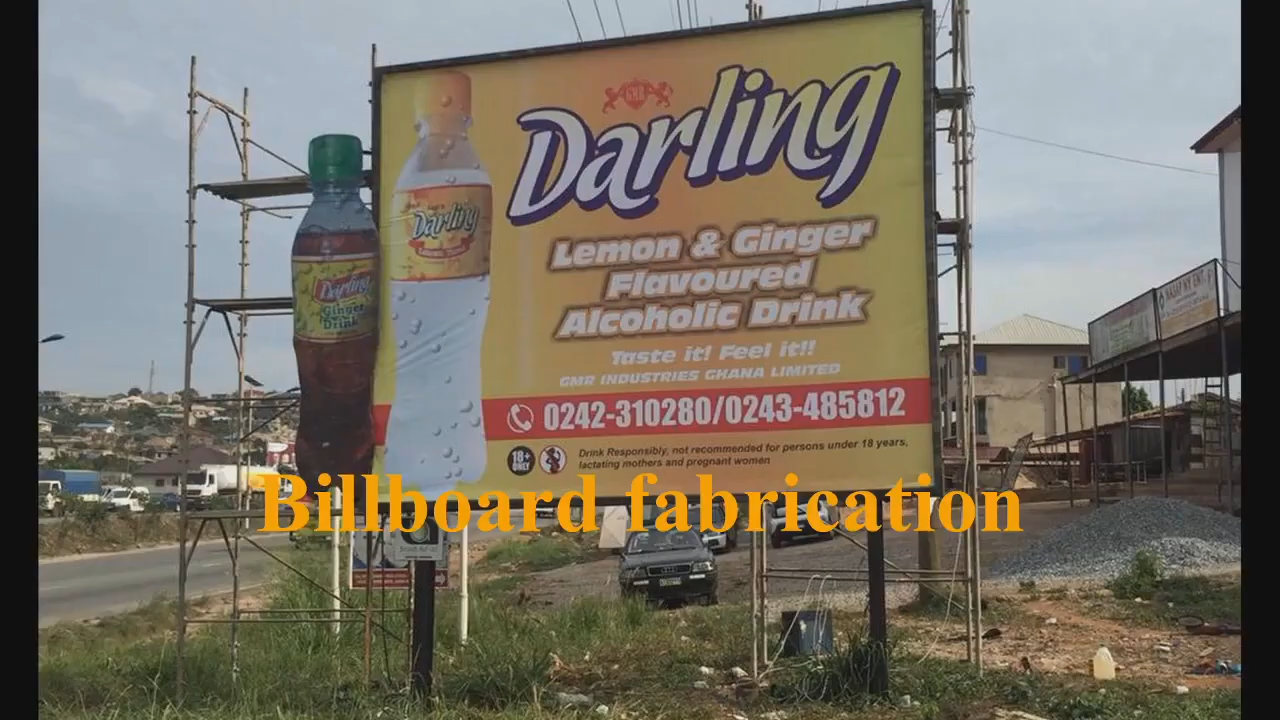 GMR
Darling
Lemon & Ginger
Flavoured
Alcoholic Drink
Taste it! Feel it!!
GMR INDUSTRIES GHANA LIMITED
0242-310280/0243-485812
18+
ONLY
Drink Responsibly, not recommended for persons under 18 years,
lactating mothers and pregnant women
Darling
Darling
Ginger
Drink
Billboard fabrication